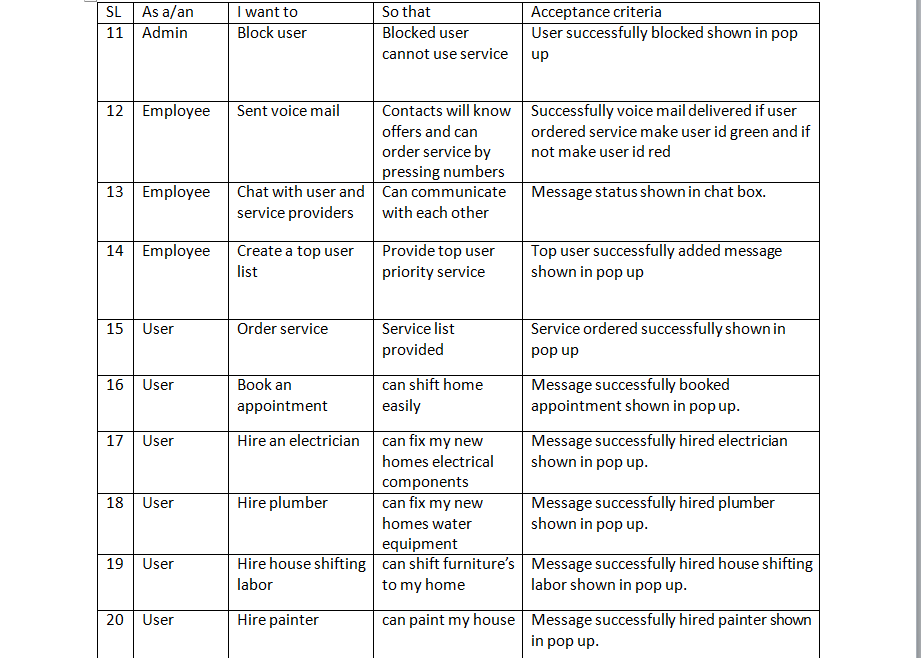 SL As a/an I want to So that Acceptance criteria
11 Admin Block user Blocked user User successfully blocked shown in pop
cannot use service up
12 Employee Sent voice mail Contacts will know Successfully voice mail delivered if user
offers and can ordered service make user id green and if
order service by not make user id red
pressing numbers
13 Employee Chat with user and Can communicate Message status shown in chat box.
service providers with each other
14 Employee Create a top user Provide top user Top user successfully added message
list priority service shown in pop up
15 User Order service Service list Service ordered successfully shown in
provided pop up
16 User Book an can shift home Message successfully booked
appointment easily appointment shown in pop up.
17 User Hire an electrician can fix my new Message successfully hired electrician
homes electrical shown in pop up.
components
18 User Hire plumber can fix my new Message successfully hired plumber
homes water shown in pop up.
equipment
19 User Hire house shifting can shift furniture’s Message successfully hired house shifting
labor to my home labor shown in pop up.
20 User Hire painter can paint my house Message successfully hired painter shown
in pop up.